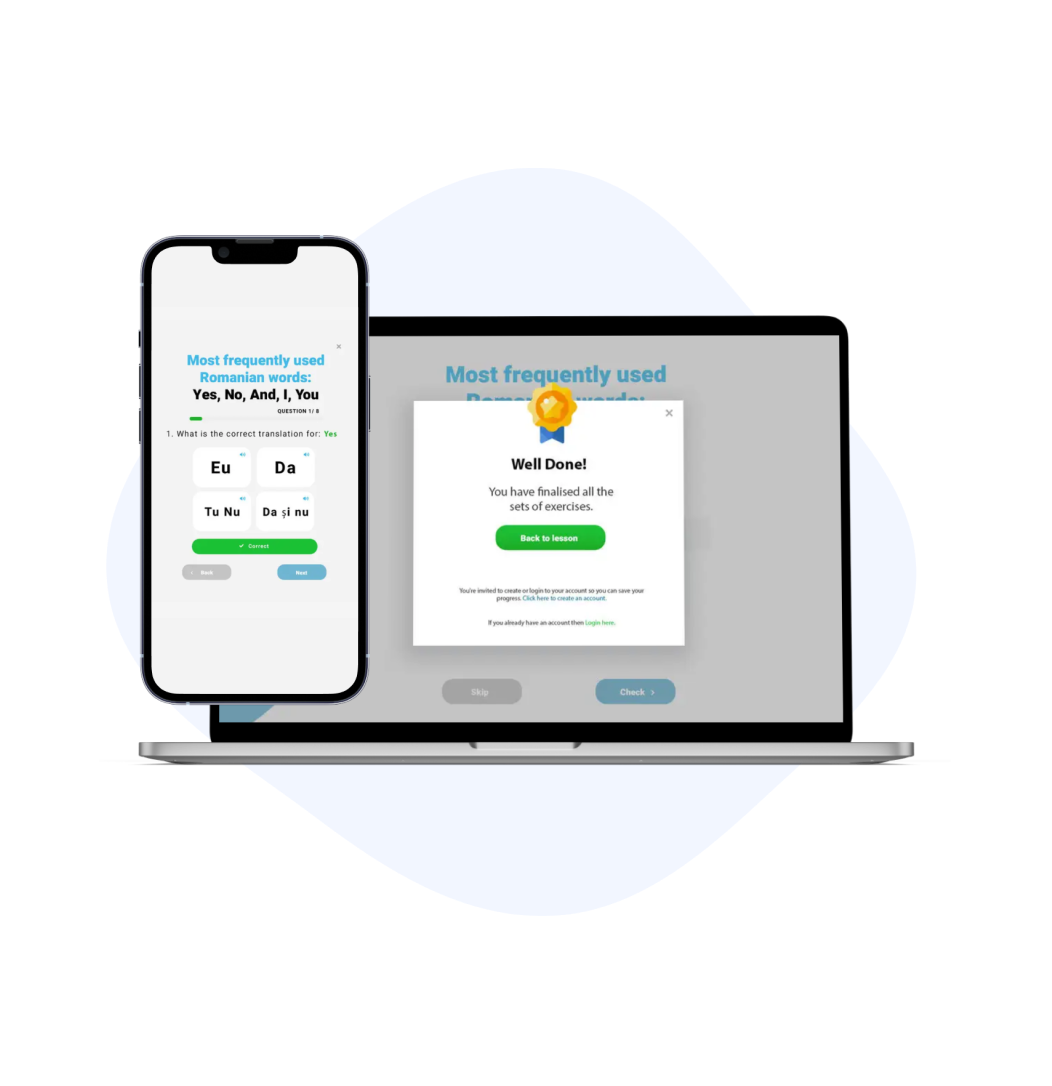 Most frequently used
Romanian words:
Yes, No, And, I, You
QUESTION 1/ 8
1. What is the correct translation for: Yes
Eu
Da
Tu Nu
Da și nu
Correct
Back
Next
Most frequently used
Romanian words:
Well Done!
You have finalised all the
sets of exercises.
Back to lesson
You're invited to create or login to your account so you can save your
progress. Click here to create an account.
If you already have an account them Login here.
Skip
Check